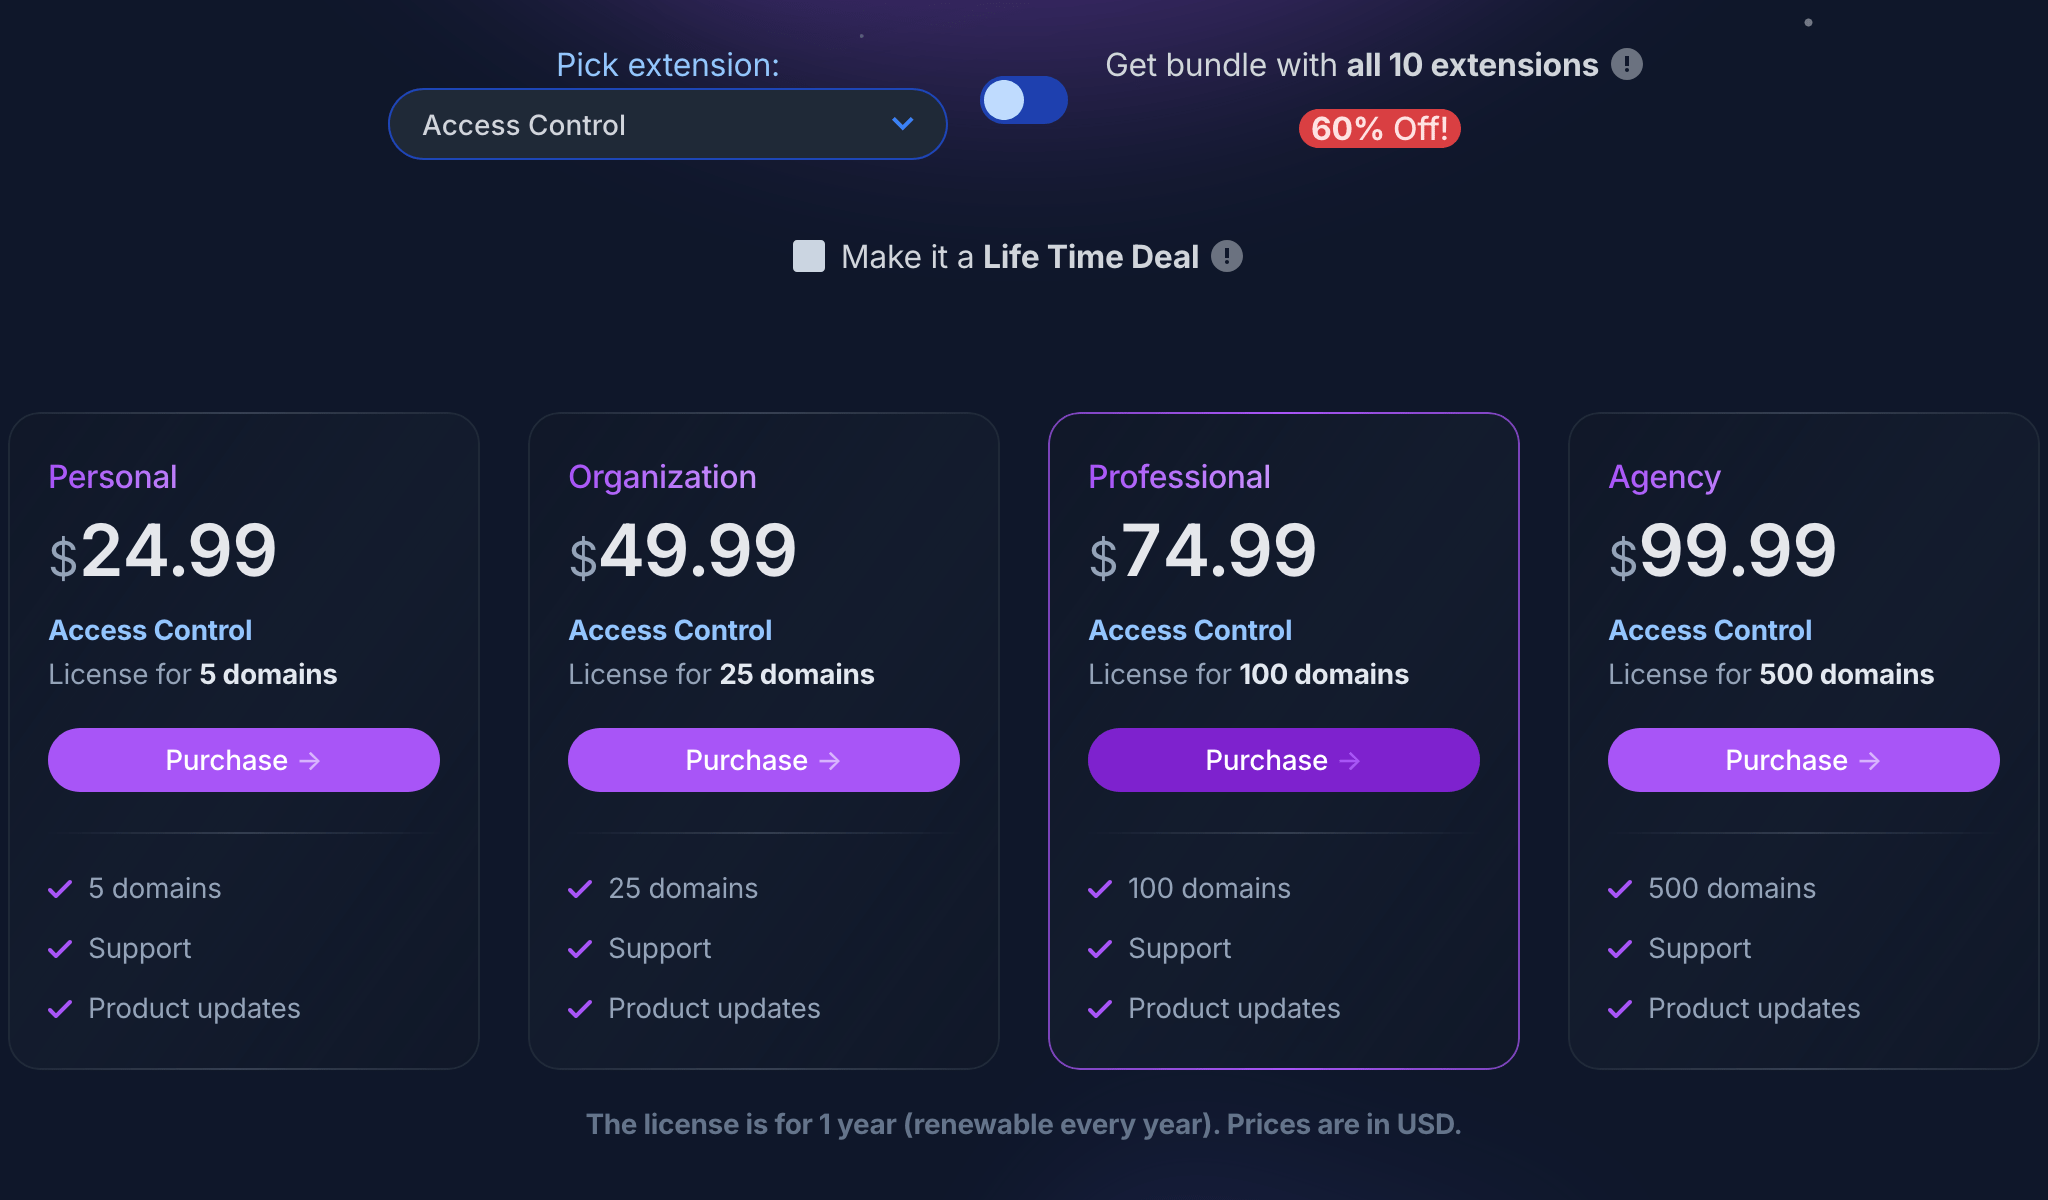 Pick extension:
Access Control
Get bundle with all 10 extensions
60% Off!
Make it a Life Time Deal
Personal
$24.99
Access Control
License for 5 domains
Purchase →
5 domains
Support
Product updates
Organization
$49.99
Access Control
License for 25 domains
Purchase →
25 domains
Support
Product updates
Professional
$74.99
Access Control
License for 100 domains
Purchase →
100 domains
Support
Product updates
Agency
$99.99
Access Control
License for 500 domains
Purchase →
500 domains
Support
Product updates
The license is for 1 year (renewable every year). Prices are in USD.